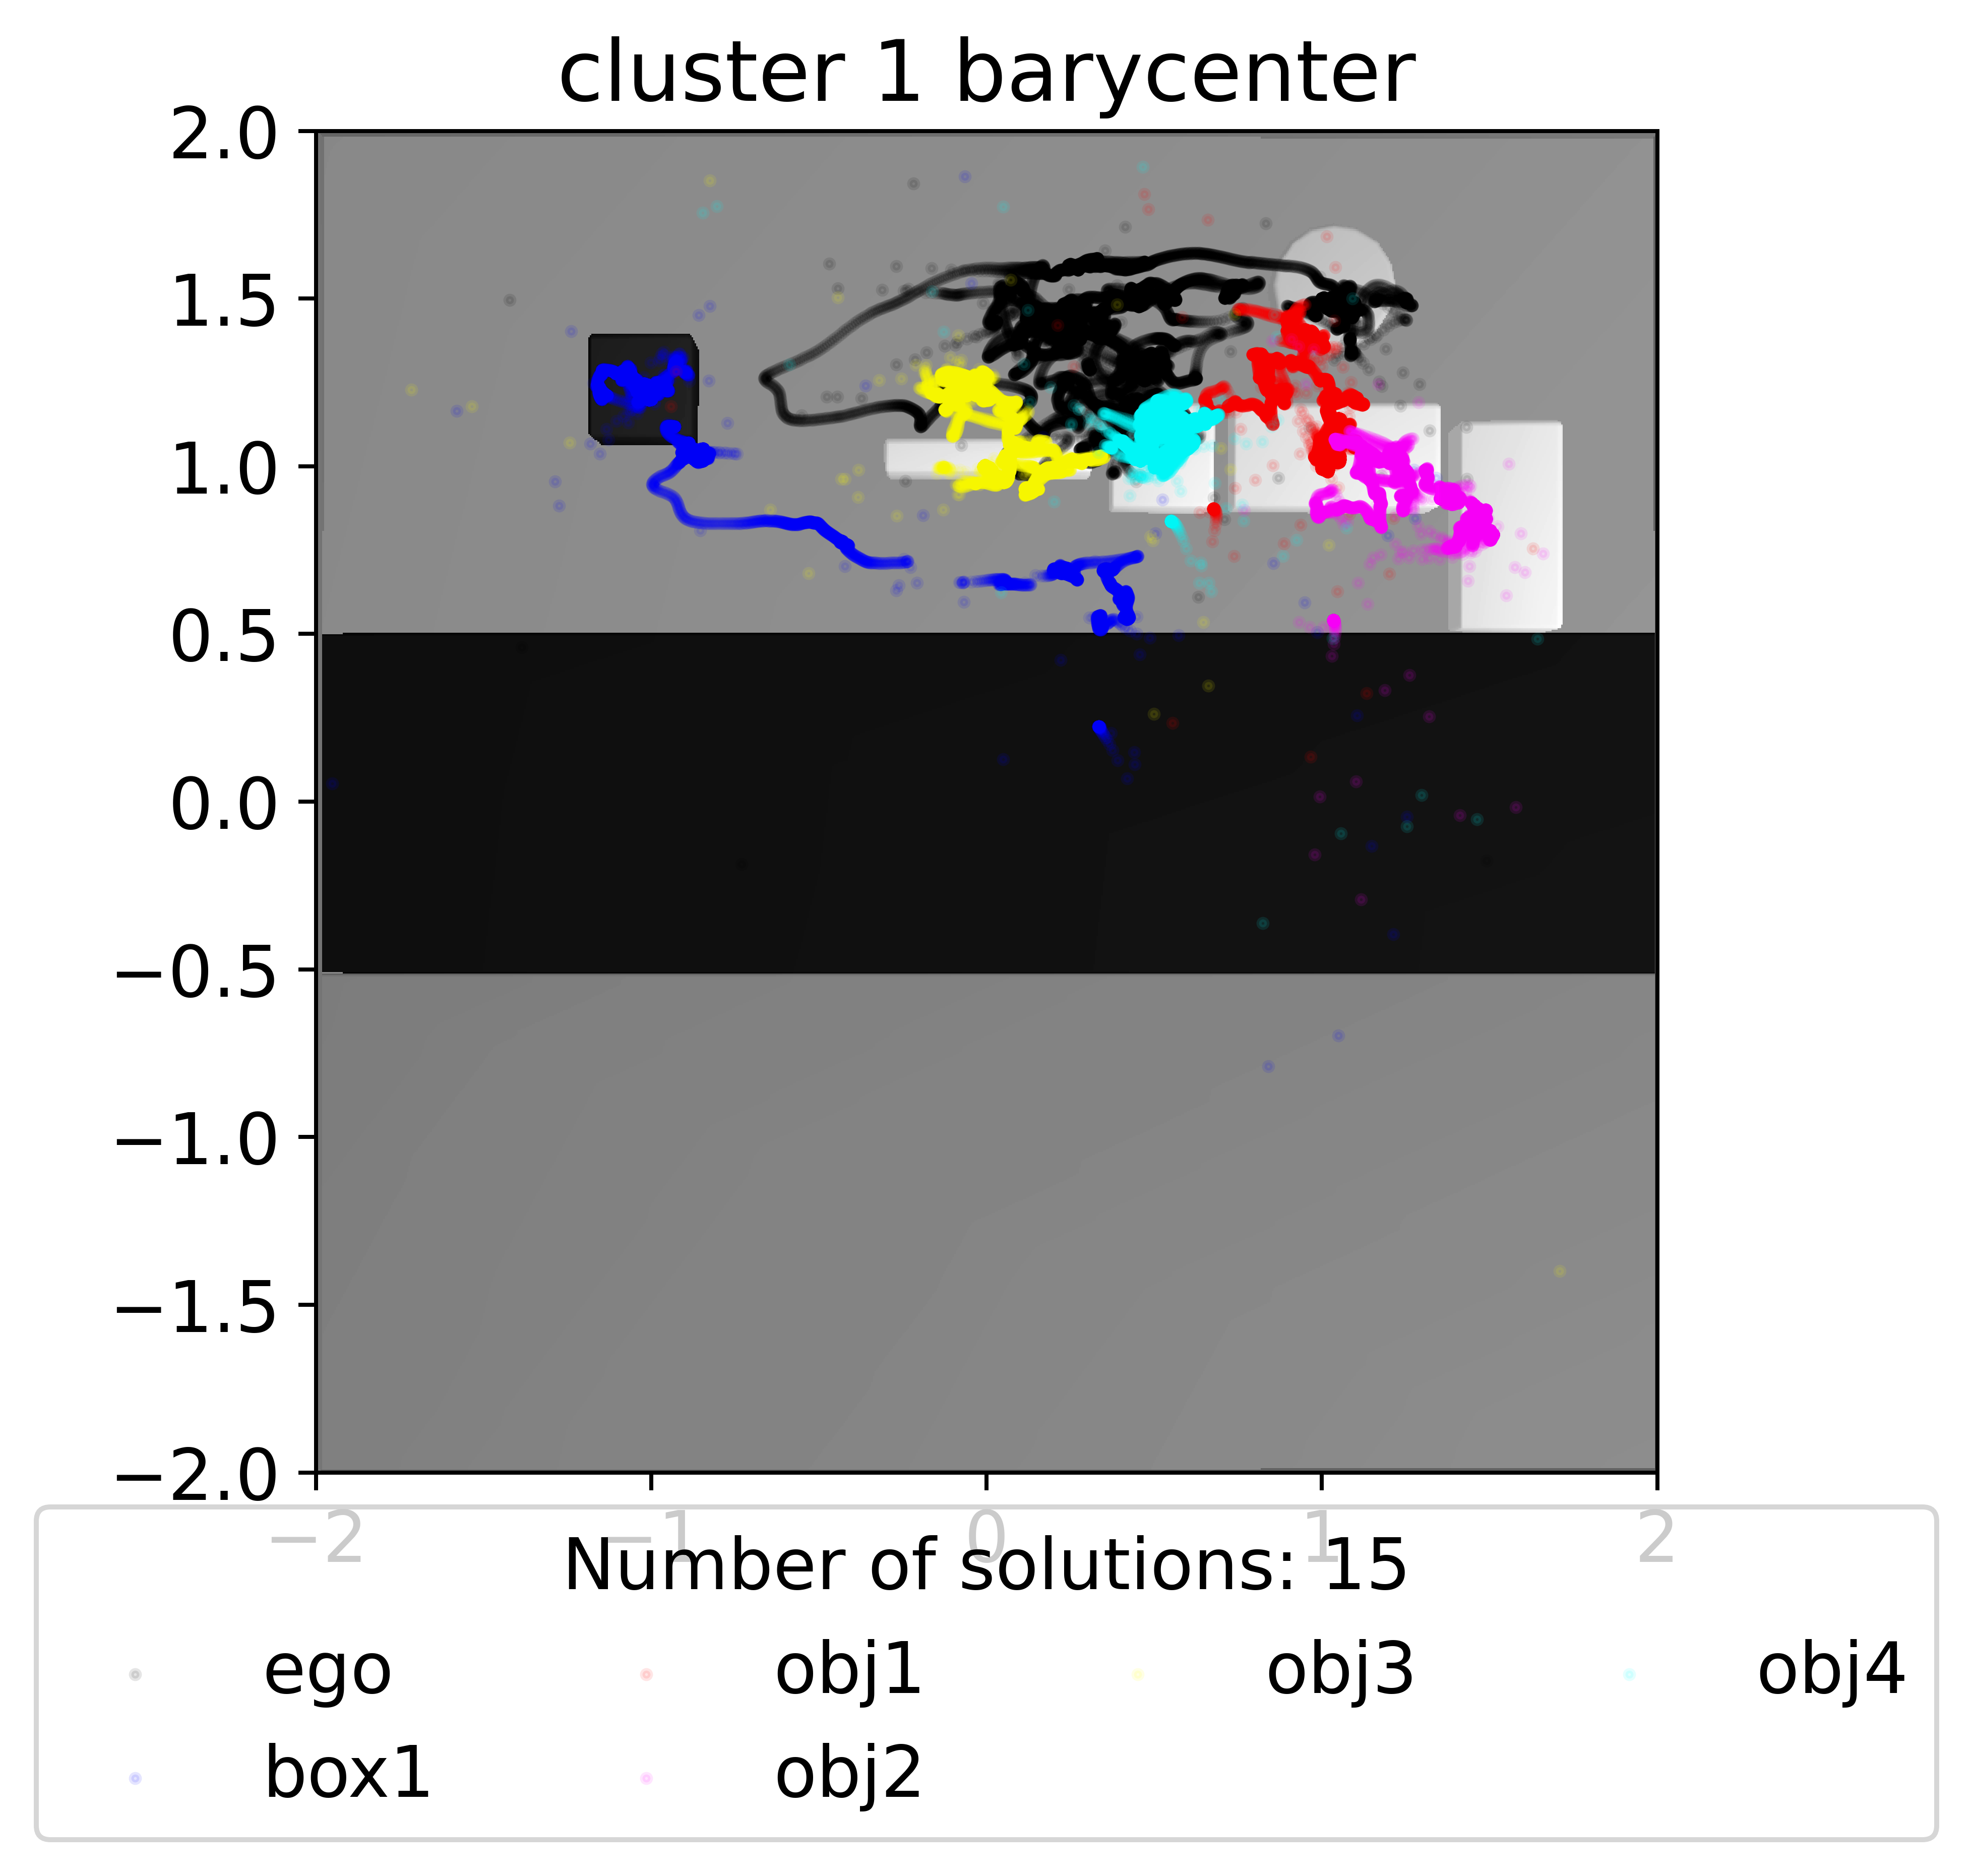 cluster 1 barycenter
2.0
1.5
1.0
0.5
0.0
−0.5
−1.0
−1.5
−2.0
−2 −1 0 1 2
Number of solutions: 15
ego obj1 obj3 obj4
box1 obj2